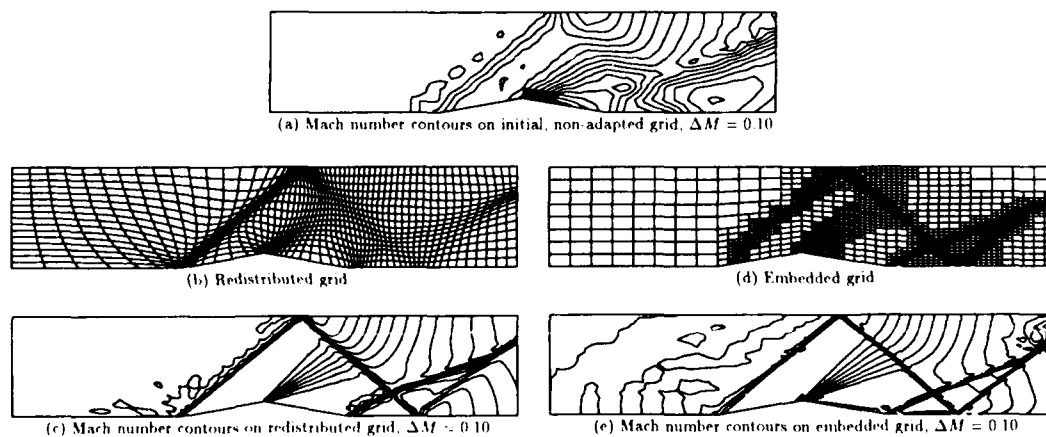 (a) Mach number contours on initial, non-adapted grid, ΔM = 0.10
(b) Redistributed grid
(d) Embedded grid
(c) Mach number contours on redistributed grid, ΔM = 0.10
(e) Mach number contours on embedded grid, ΔM = 0.10